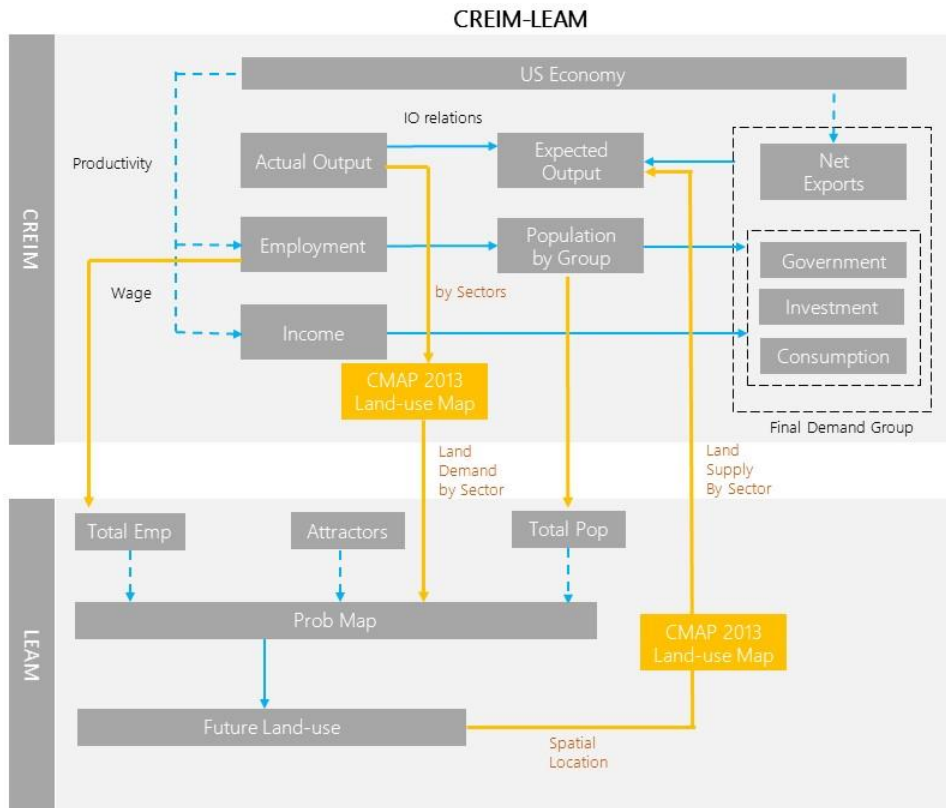 CREIM-LEAM
CREIM
US Economy
IO relations
Productivity
Actual Output
Expected
Output
Net
Exports
Employment
Population
by Group
Government
Wage
by Sectors
Investment
Income
Consumption
CMAP 2013
Land-use Map
Final Demand Group
Land
Demand
by Sector
Land
Supply
By Sector
LEAM
Total Emp
Attractors
Total Pop
Prob Map
CMAP 2013
Land-use Map
Future Land-use
Spatial
Location